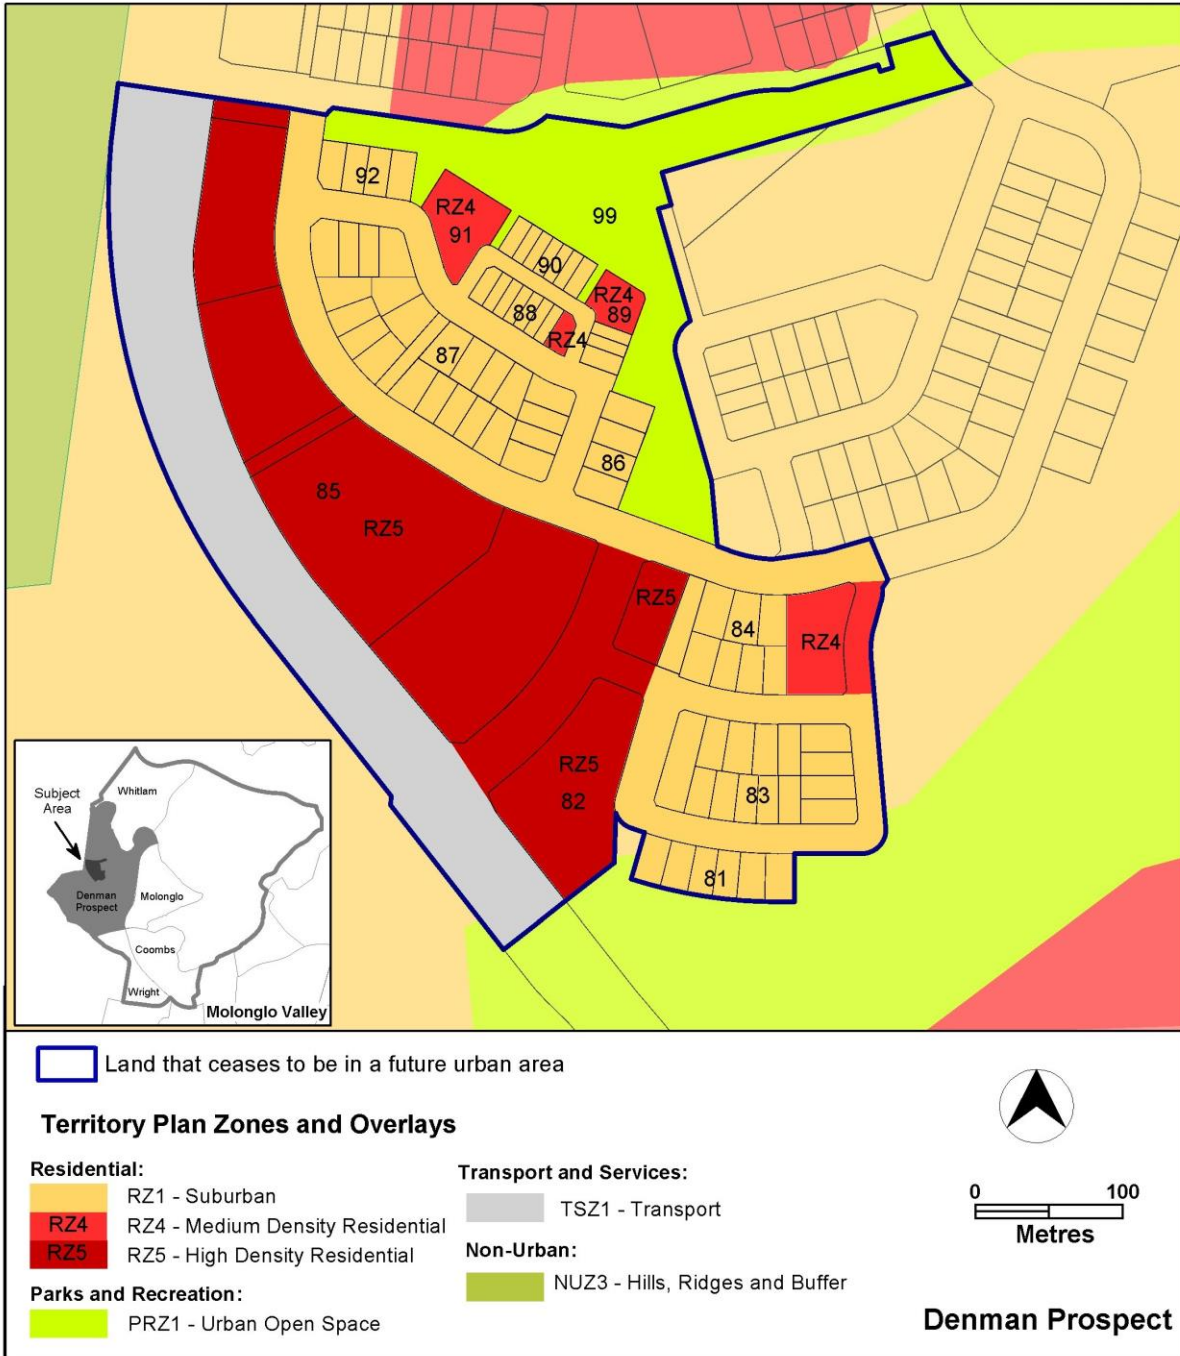 92
RZ4
91
99
90
RZ4
89
88
RZ4
87
86
85
RZ5
RZ5
84
RZ4
RZ5
82
83
81
Subject
Area
Whitlam
Denman
Prospect
Molonglo
Coombs
Wright
Molonglo Valley
Land that ceases to be in a future urban area
Territory Plan Zones and Overlays
Residential:
RZ1 - Suburban
RZ4 RZ4 - Medium Density Residential
RZ5 RZ5 - High Density Residential
Parks and Recreation:
PRZ1 - Urban Open Space
Transport and Services:
TSZ1 - Transport
Non-Urban:
NUZ3 - Hills, Ridges and Buffer
0 100
Metres
Denman Prospect